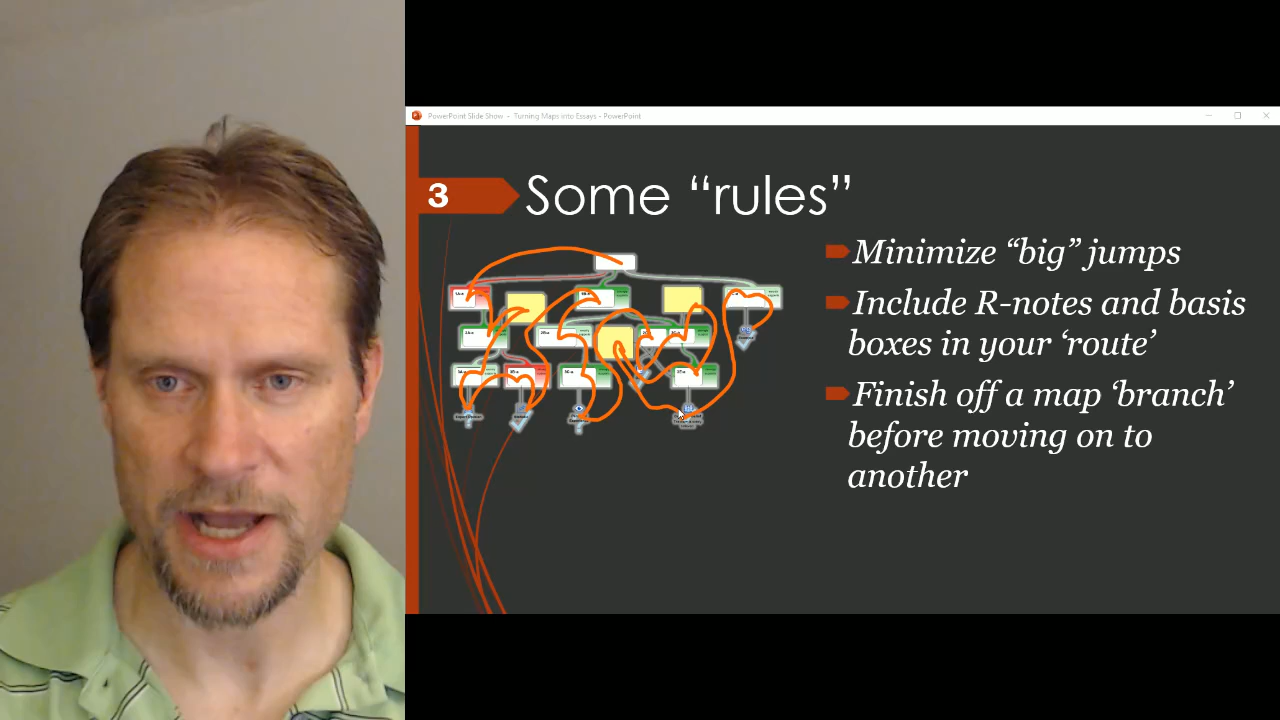 PowerPoint Slide Show - Turning Maps into Essays - PowerPoint
3
Some “rules”
Minimize “big” jumps
Include R-notes and basis
boxes in your ‘route’
Finish off a map ‘branch’
before moving on to
another